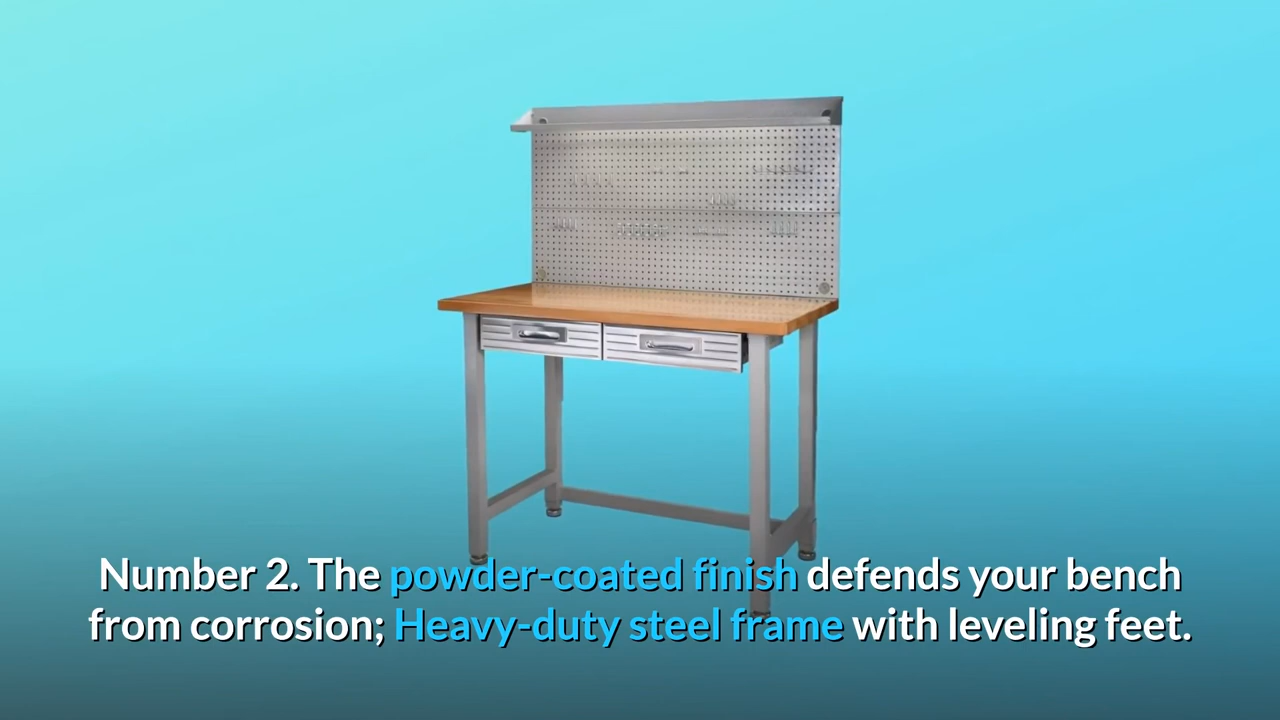 Number 2. The powder-coated finish defends your bench
from corrosion; Heavy-duty steel frame with leveling feet.